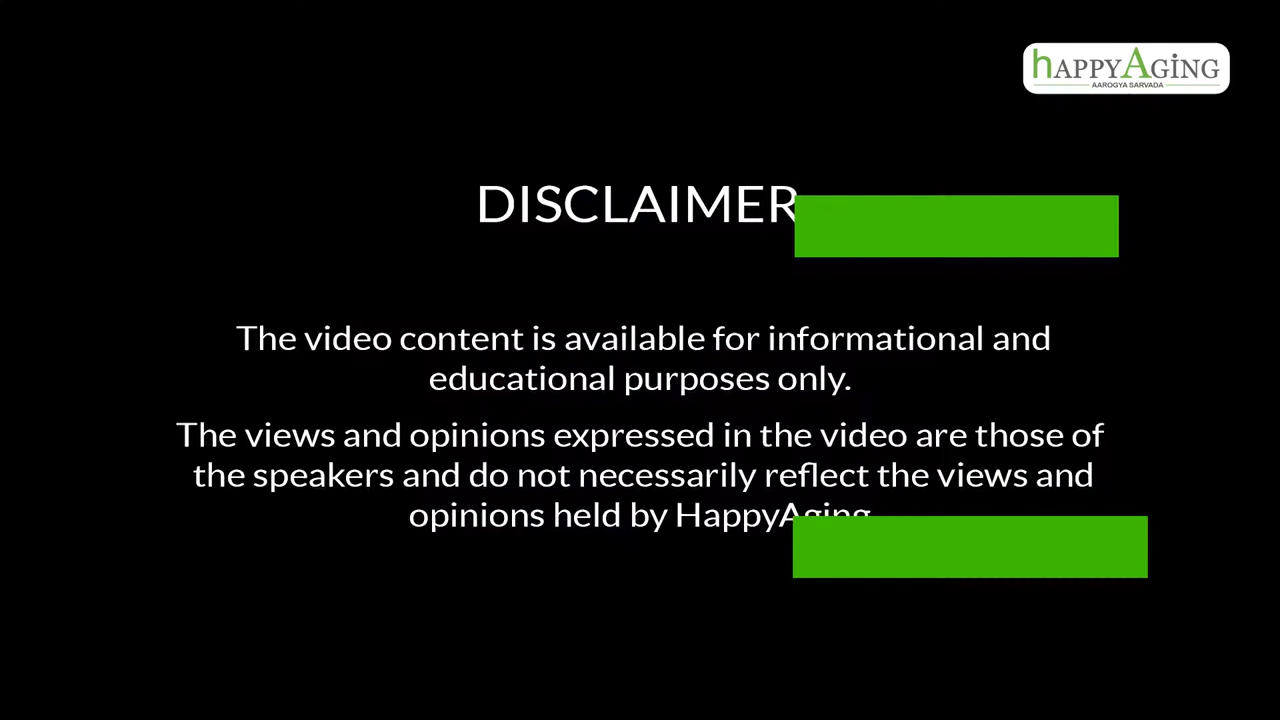 hAPPYAGiNG
AAROGYA SARVADA
DISCLAIMER
The video content is available for informational and
educational purposes only.
The views and opinions expressed in the video are those of
the speakers and do not necessarily reflect the views and
opinions held by HappyAging